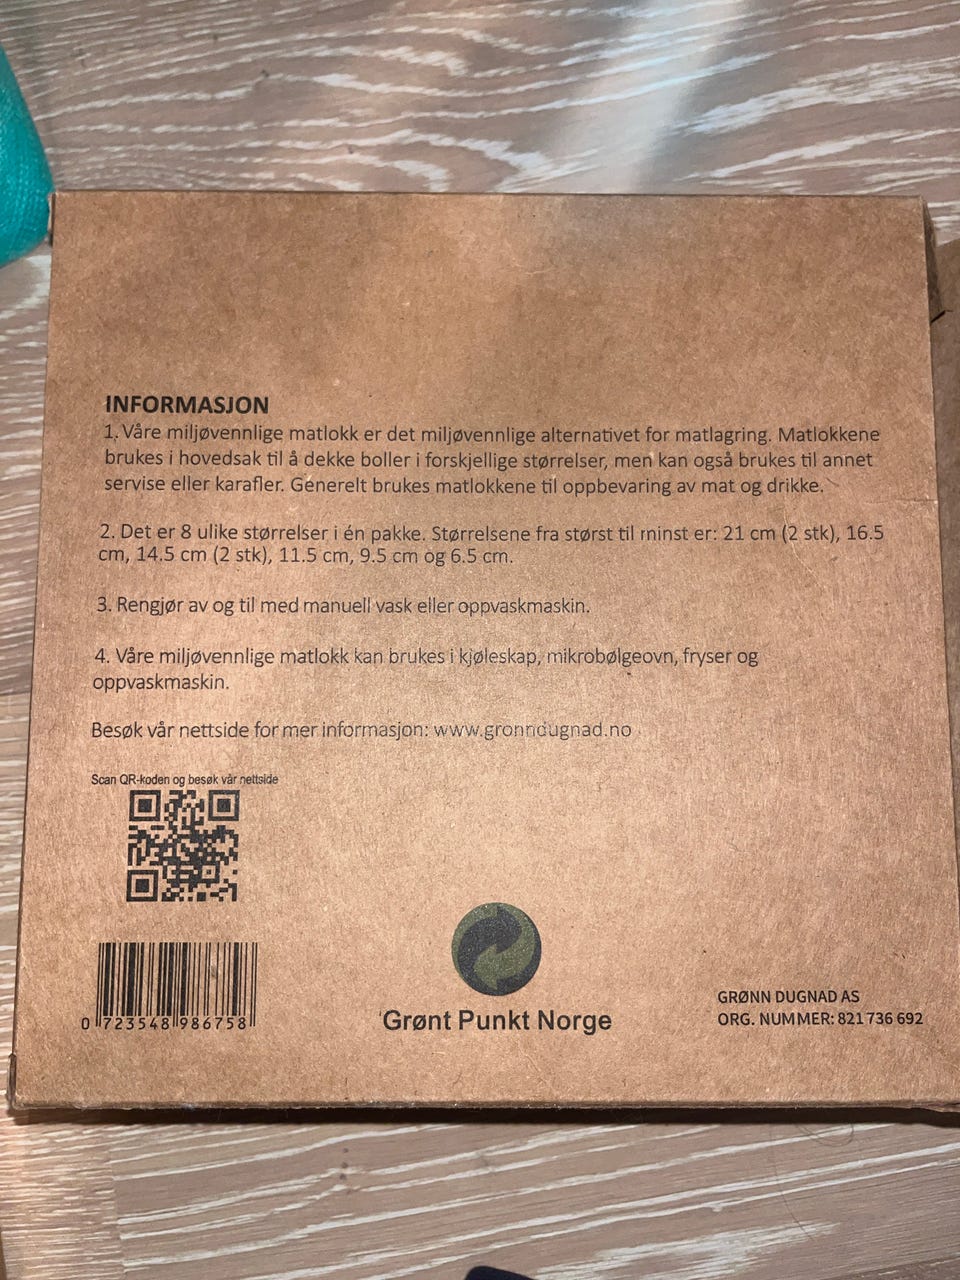 INFORMASJON
1. Våre miljøvennlige matlokk er det miljøvennlige alternativet for matlagring. Matlokkene
brukes i hovedsak til å dekke boller i forskjellige størrelser, men kan også brukes til annet
servise eller karafler. Generelt brukes matlokkene til oppbevaring av mat og drikke.
2. Det er 8 ulike størrelser i én pakke. Størrelsene fra størst til minst er: 21 cm (2 stk), 16.5
cm, 14.5 cm (2 stk), 11.5 cm, 9.5 cm og 6.5 cm.
3. Rengjør av og til med manuell vask eller oppvaskmaskin.
4. Våre miljøvennlige matlokk kan brukes i kjøleskap, mikrobølgeovn, fryser og
oppvaskmaskin.
Besøk vår nettside for mer informasjon: www.gronndugnad.no
Scan QR-koden og besøk vår nettside
0 723548 986758
Grønt Punkt Norge
GRØNN DUGNAD AS
ORG. NUMMER: 821 736 692